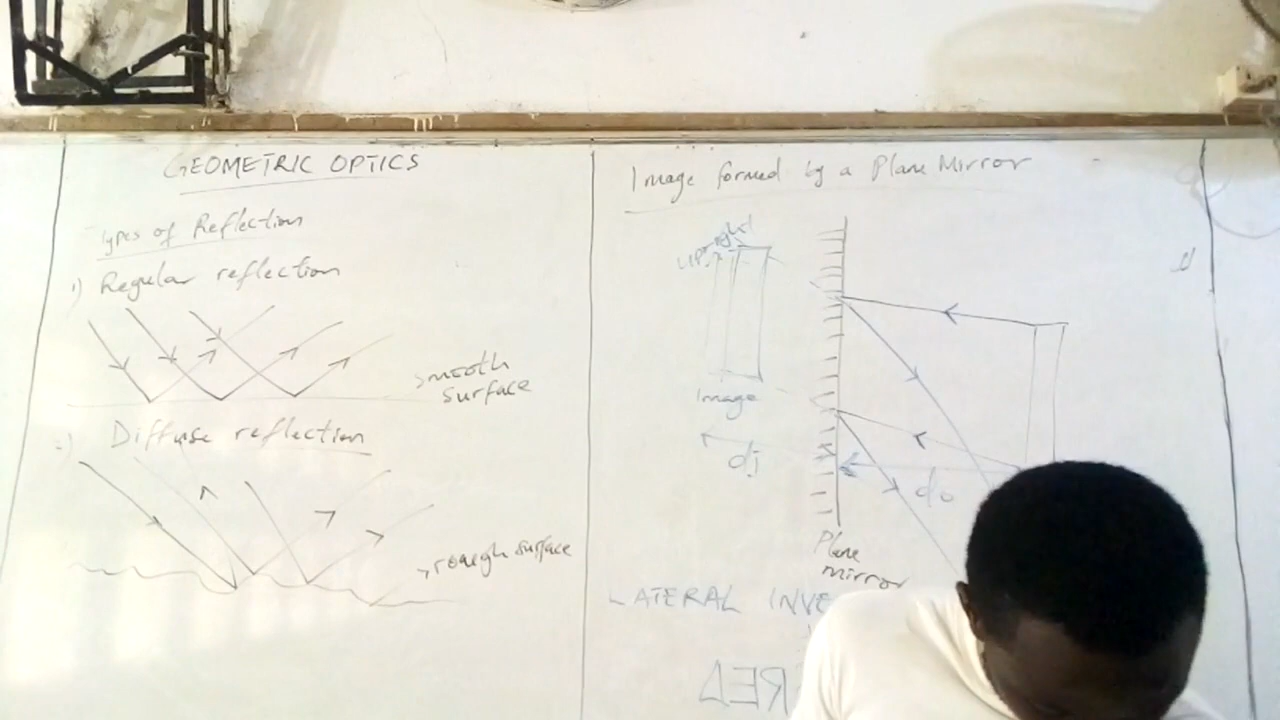 GEOMETRIC OPTICS
Types of Reflection
1) Regular reflection
smooth
surface
2) Diffuse reflection
rough surface
Image formed by a Plane Mirror
upright
Image
di
do
Plane
mirror
LATERAL INVE